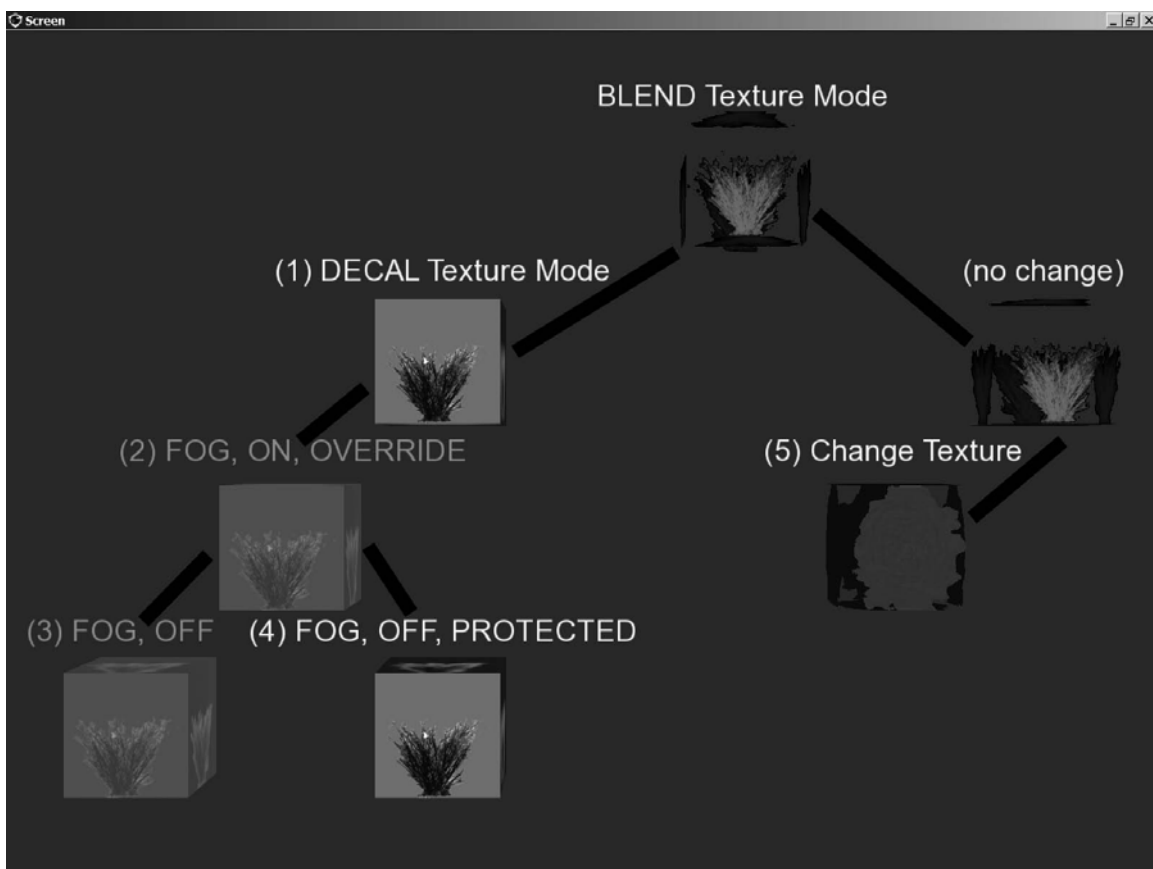 Screen
BLEND Texture Mode
(1) DECAL Texture Mode
(no change)
(2) FOG, ON, OVERRIDE
(5) Change Texture
(3) FOG, OFF
(4) FOG, OFF, PROTECTED